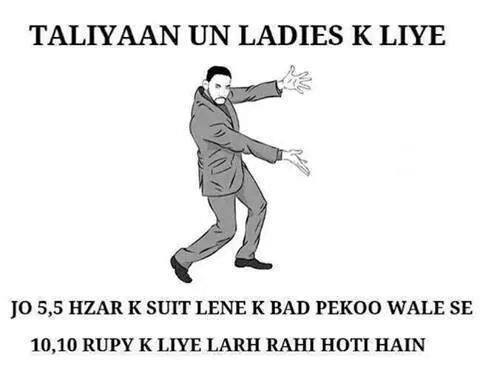 TALIYAAN UN LADIES K LIYE
JO 5,5 HZAR K SUIT LENE K BAD PEKOO WALE SE
10,10 RUPY K LIYE LARH RAHI HOTI HAIN